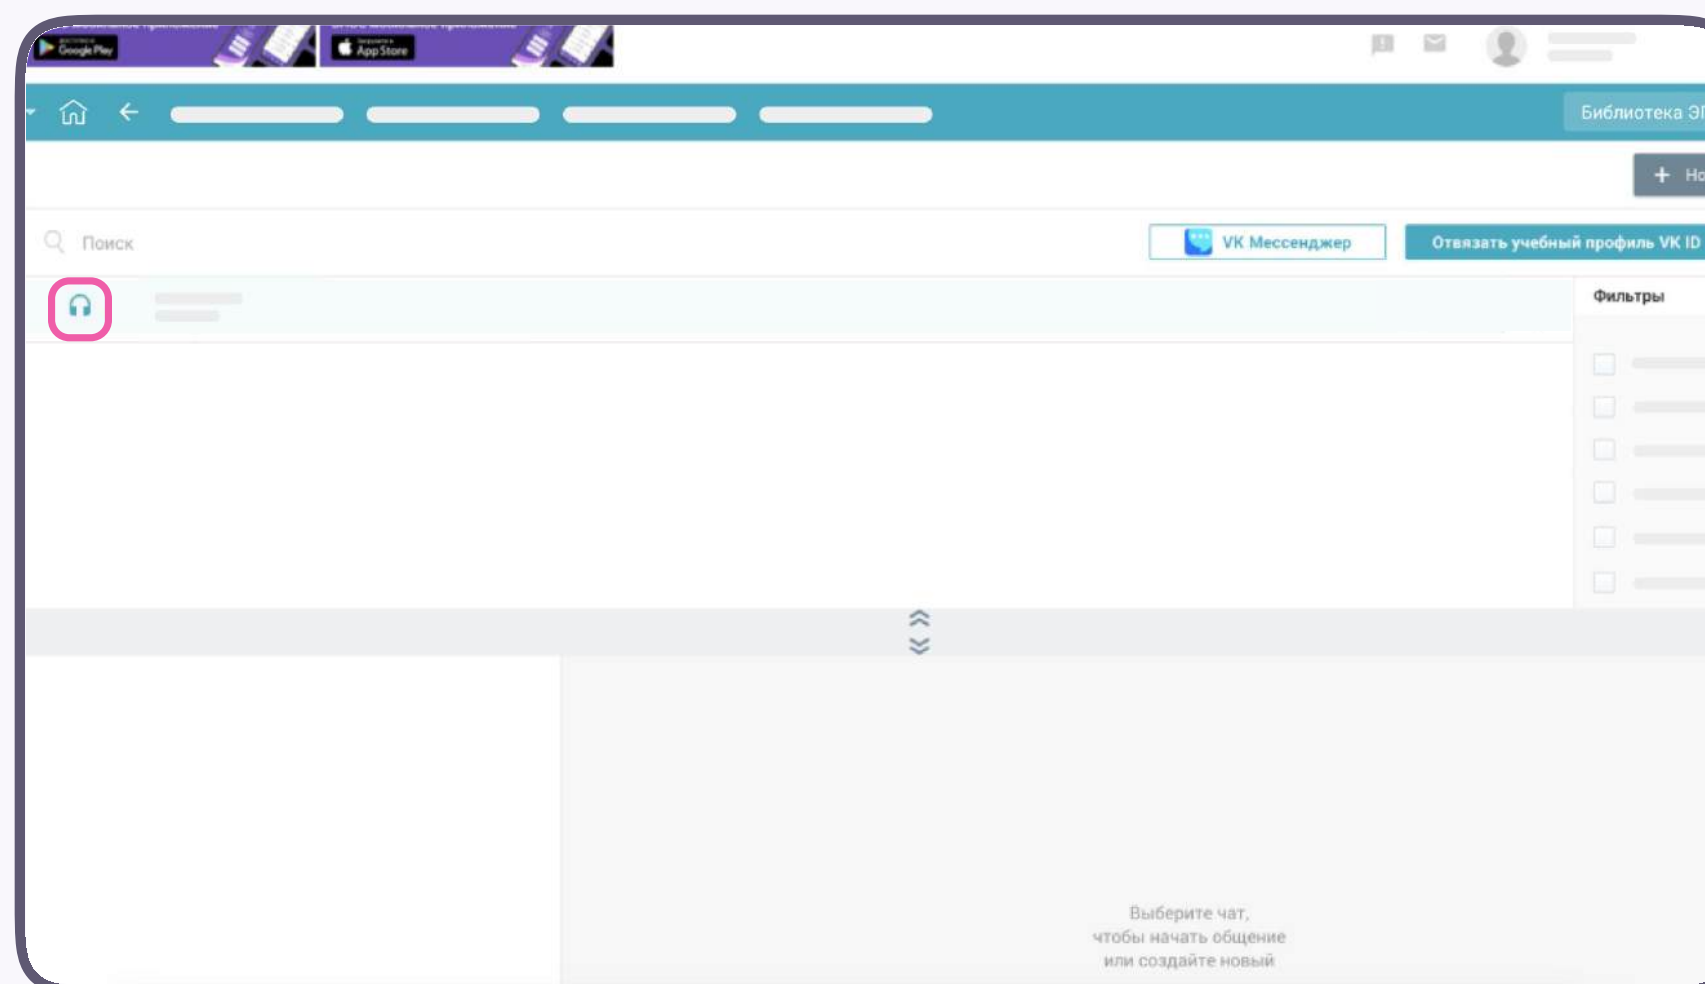 Google Play
App Store
Библиотека
Поиск
VK Мессенджер
Отвязать учебный профиль VK ID
Фильтры
Выберите чат,
чтобы начать общение
или создайте новый